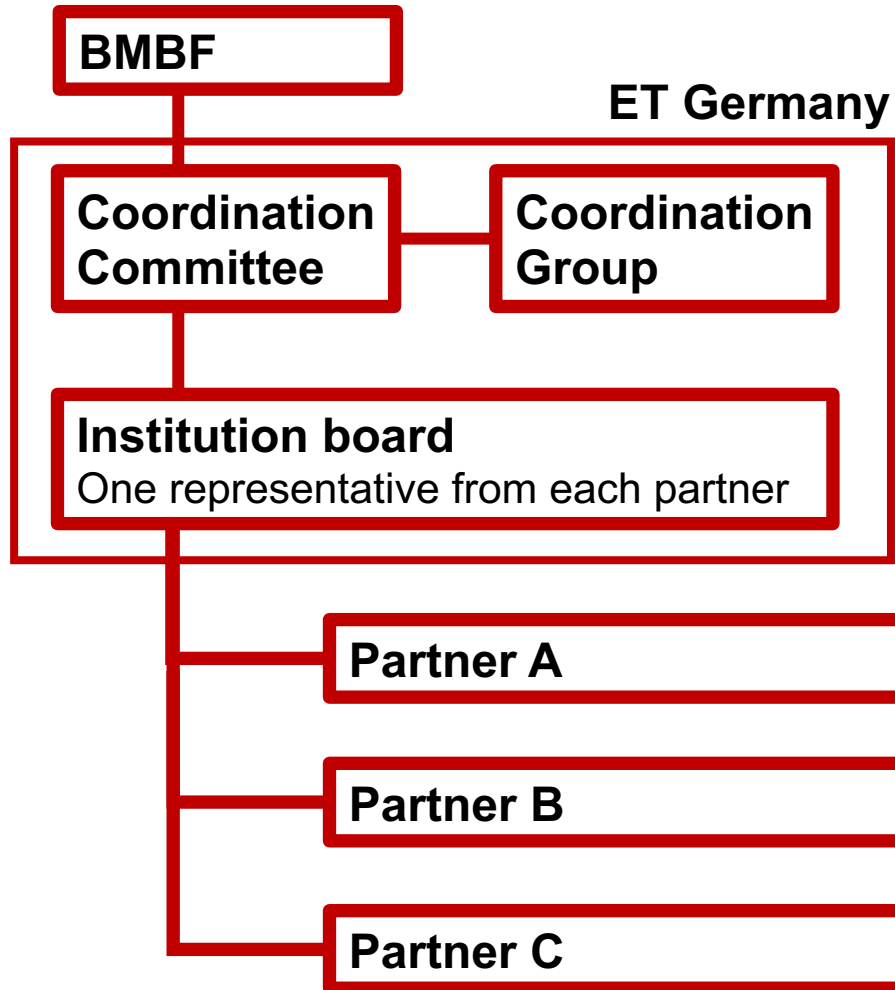 BMBF
ET Germany
Coordination
Committee
Coordination
Group
Institution board
One representative from each partner
Partner A
Partner B
Partner C